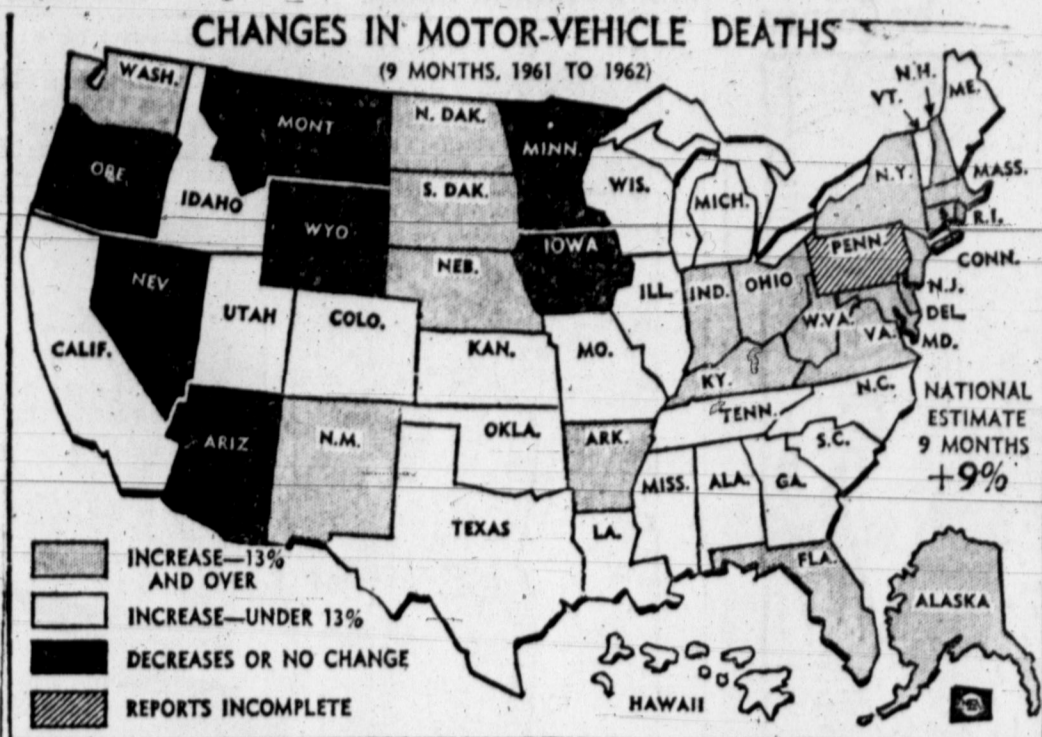 CHANGES IN MOTOR-VEHICLE DEATHS
(9 MONTHS, 1961 TO 1962)
WASH.
MONT
N. DAK.
MINN.
N.H.
VT.
ME.
ORE.
IDAHO
S. DAK.
WIS.
MICH.
N.Y.
MASS.
WYO
IOWA
R.I.
NEV.
NEB.
PENN.
CONN.
UTAH
COLO.
ILL.
IND.
OHIO
N.J.
DEL.
CALIF.
KAN.
MO.
W.VA.
VA.
MD.
KY.
N.C.
TENN.
ARIZ
N.M.
OKLA.
ARK.
S.C.
MISS.
ALA.
GA.
TEXAS
LA.
FLA.
ALASKA
HAWAII
NATIONAL
ESTIMATE
9 MONTHS
+9%
INCREASE—13%
AND OVER
INCREASE—UNDER 13%
DECREASES OR NO CHANGE
REPORTS INCOMPLETE